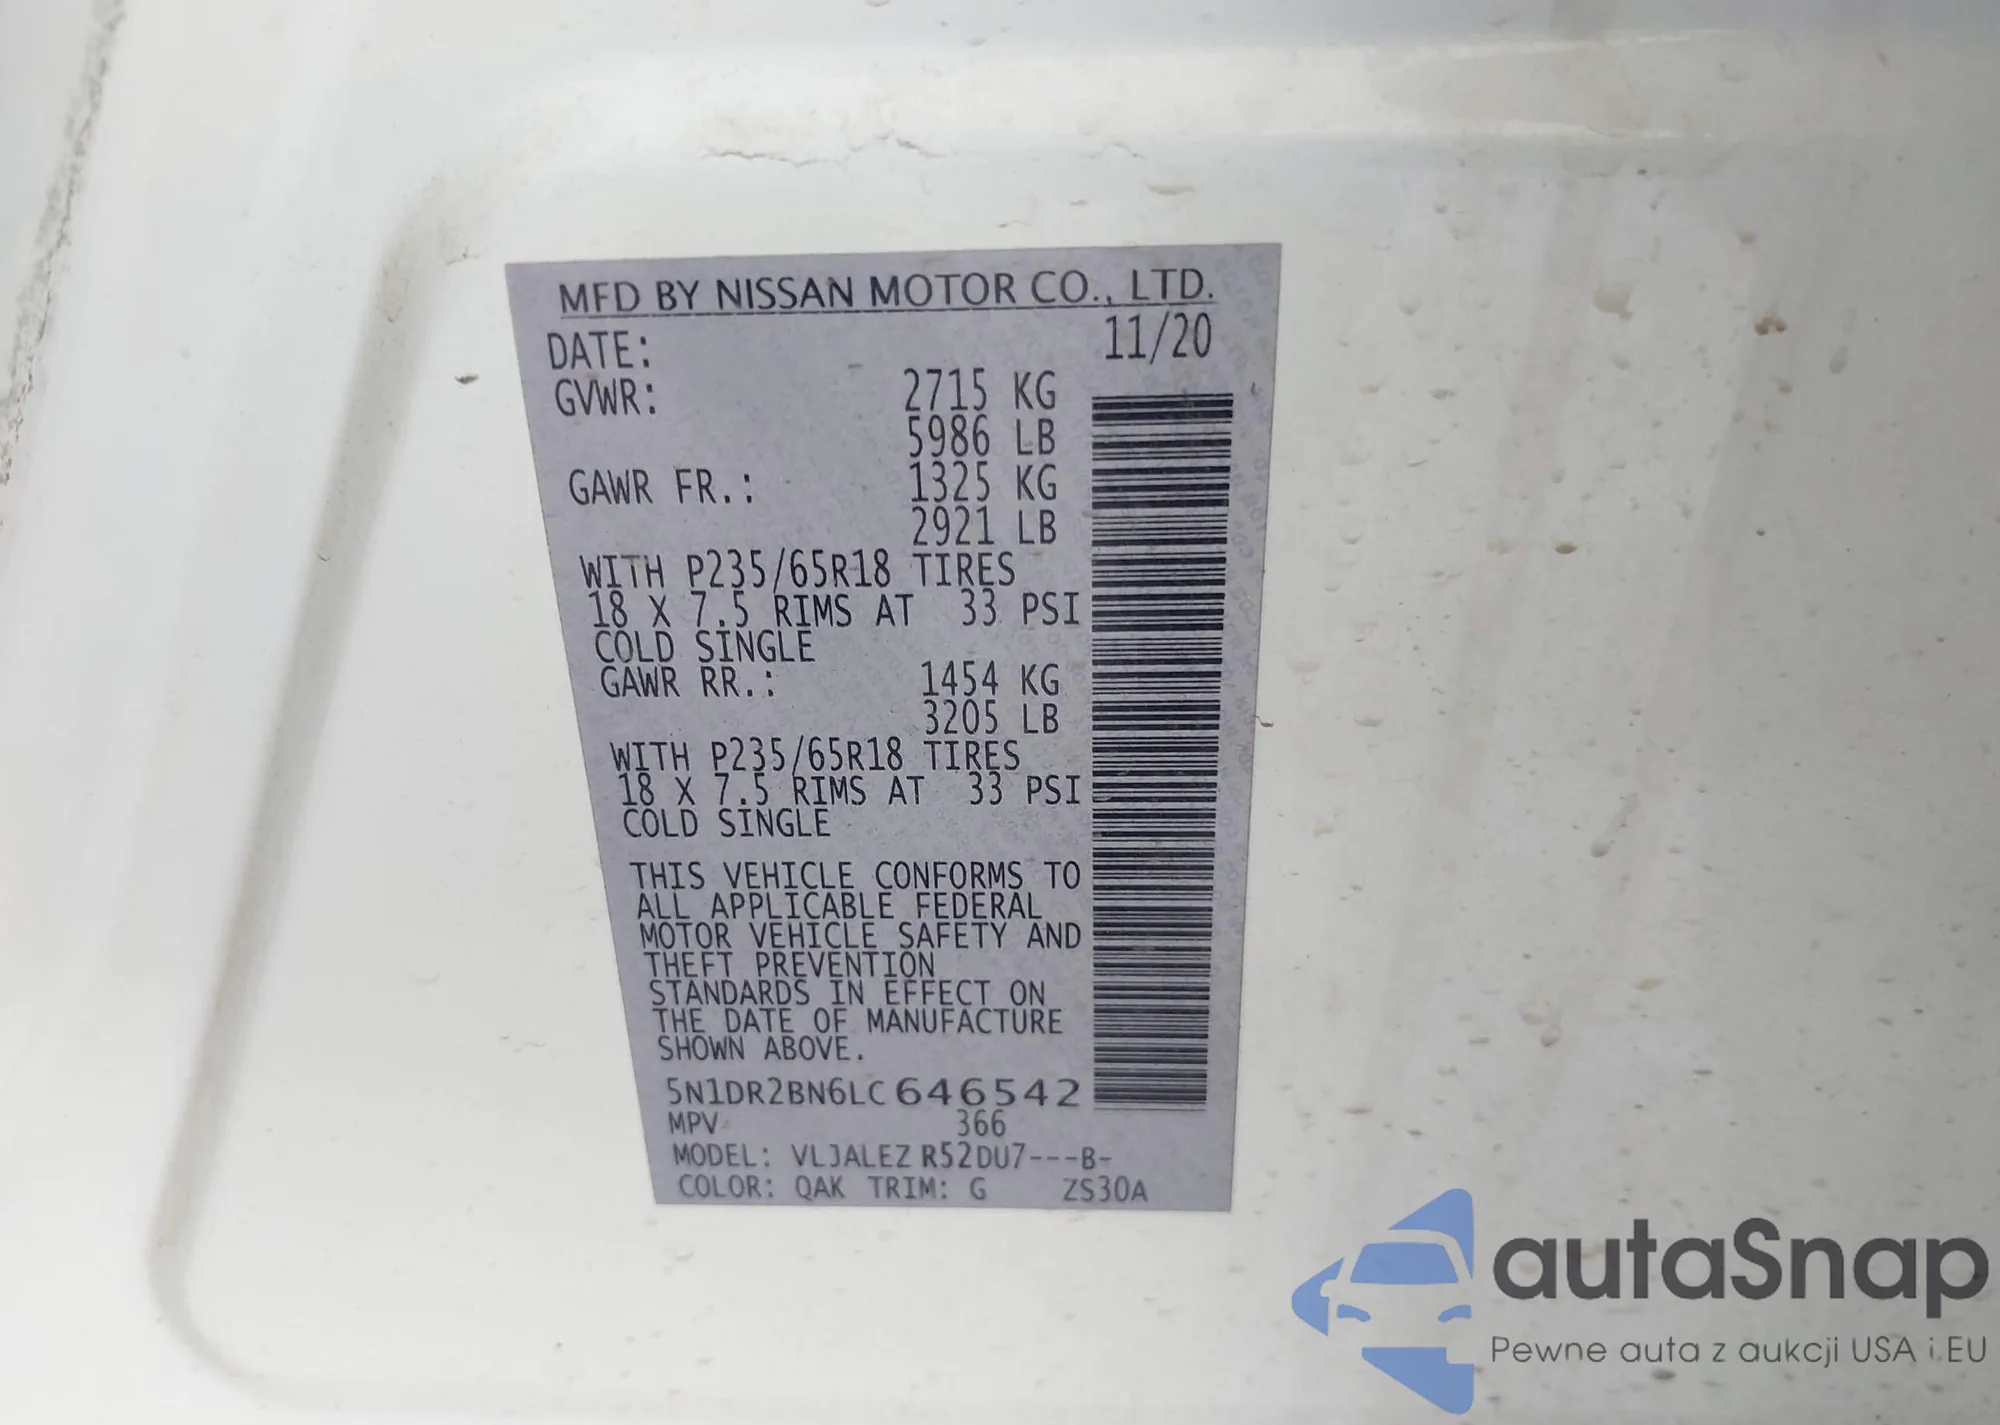 MFD BY NISSAN MOTOR CO., LTD.
DATE: 11/20
GVWR: 2715 KG
5986 LB
GAWR FR.: 1325 KG
2921 LB
WITH P235/65R18 TIRES
18 X 7.5 RIMS AT 33 PSI
COLD SINGLE
GAWR RR.: 1454 KG
3205 LB
WITH P235/65R18 TIRES
18 X 7.5 RIMS AT 33 PSI
COLD SINGLE
THIS VEHICLE CONFORMS TO
ALL APPLICABLE FEDERAL
MOTOR VEHICLE SAFETY AND
THEFT PREVENTION
STANDARDS IN EFFECT ON
THE DATE OF MANUFACTURE
SHOWN ABOVE.
5N1DR2BN6LC646542
MPV 366
MODEL: VLJALEZ R52DU7---B-
COLOR: QAK TRIM: G ZS30A
autaSnap
Pewne auta z aukcji USA i EU